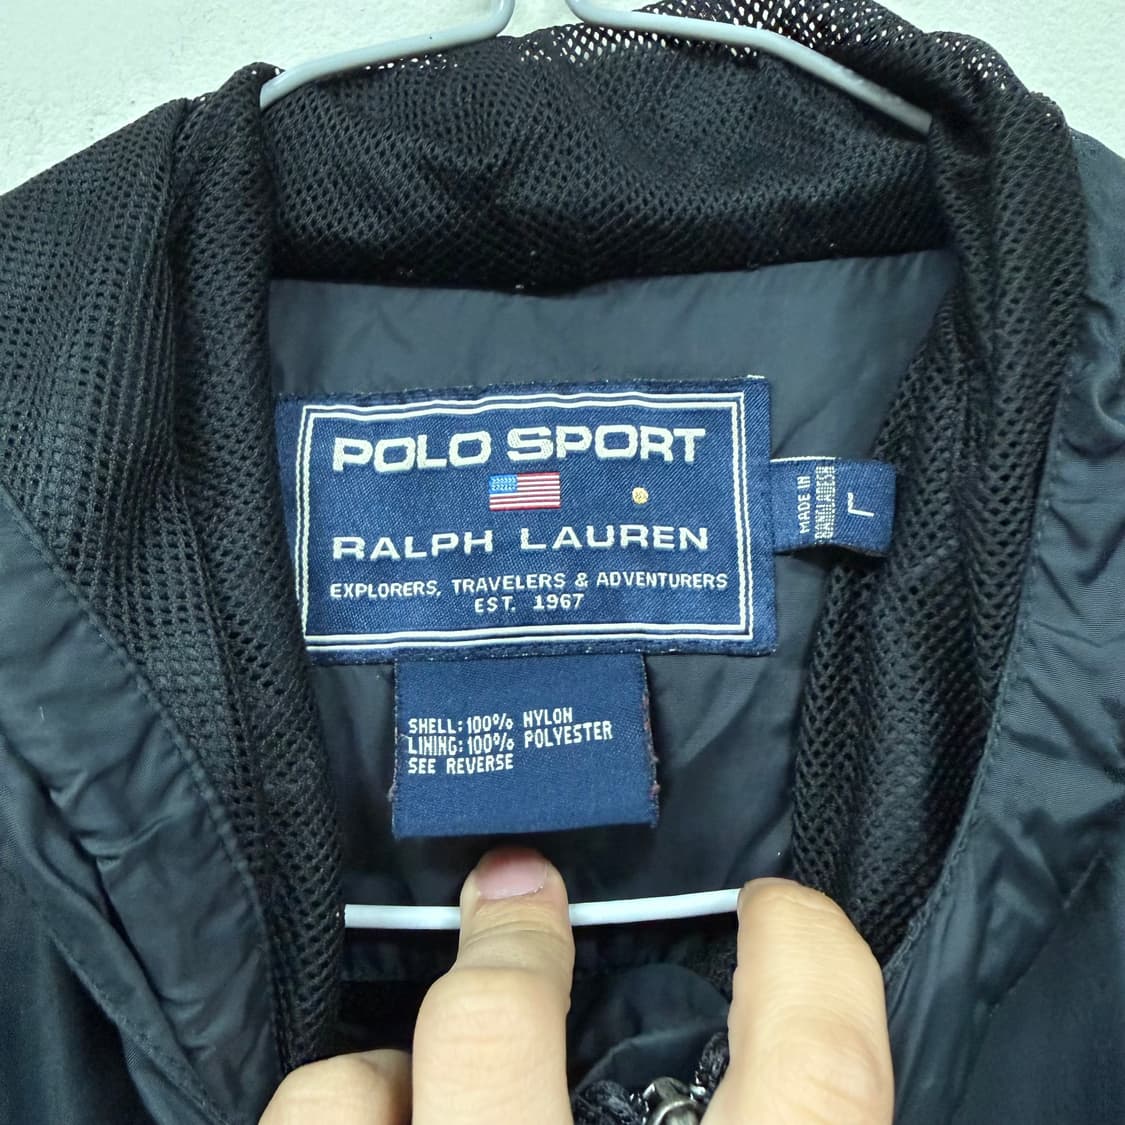 POLO SPORT
RALPH LAUREN
EXPLORERS, TRAVELERS & ADVENTURERS
EST. 1967
MADE IN
BANGLADESH
L
SHELL: 100% NYLON
LINING: 100% POLYESTER
SEE REVERSE